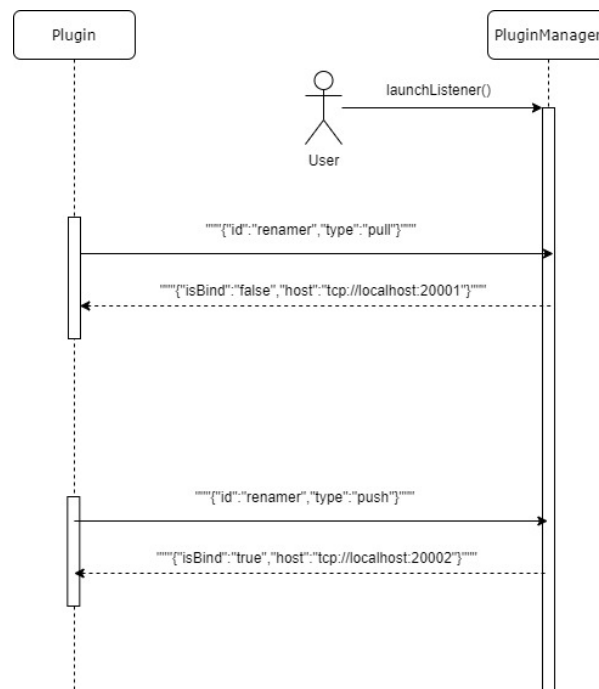 Plugin
PluginManager
launchListener()
User
"""{"id":"renamer","type":"pull"}"""
"""{"isBind":"false","host":"tcp://localhost:20001"}"""
"""{"id":"renamer","type":"push"}"""
"""{"isBind":"true","host":"tcp://localhost:20002"}"""